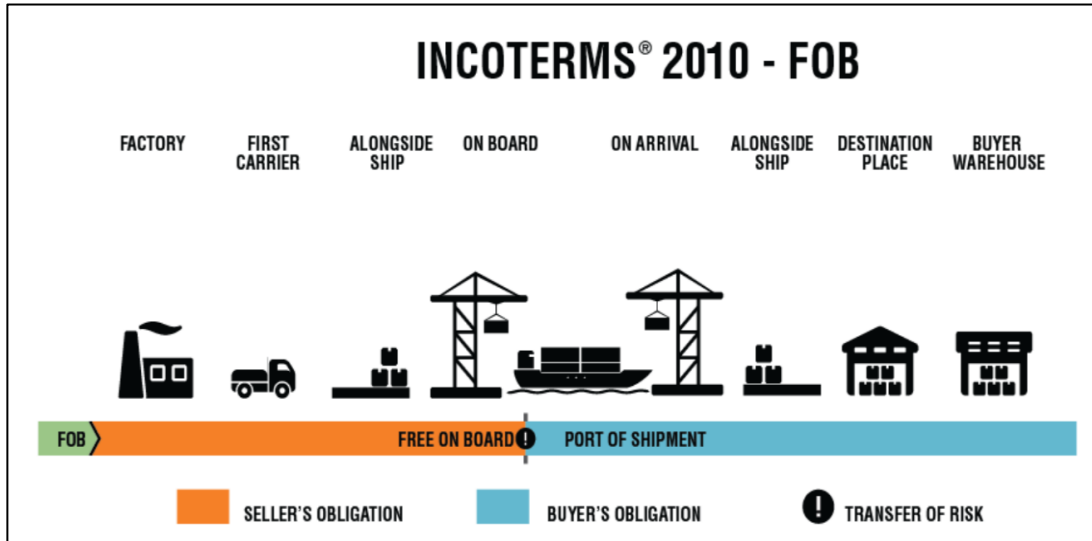 INCOTERMS® 2010 - FOB
FACTORY
FIRST
CARRIER
ALONGSIDE
SHIP
ON BOARD
ON ARRIVAL
ALONGSIDE
SHIP
DESTINATION
PLACE
BUYER
WAREHOUSE
FOB
FREE ON BOARD
!
PORT OF SHIPMENT
SELLER'S OBLIGATION
BUYER'S OBLIGATION
!
TRANSFER OF RISK